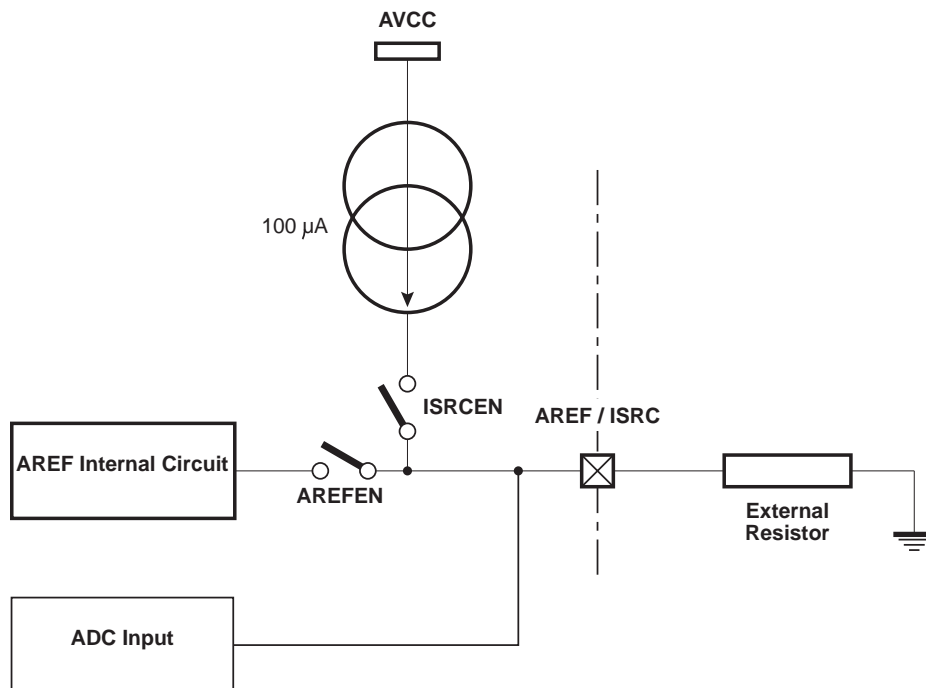 AVCC
100 µA
ISRCEN
AREF / ISRC
AREF Internal Circuit
AREFEN
External
Resistor
ADC Input